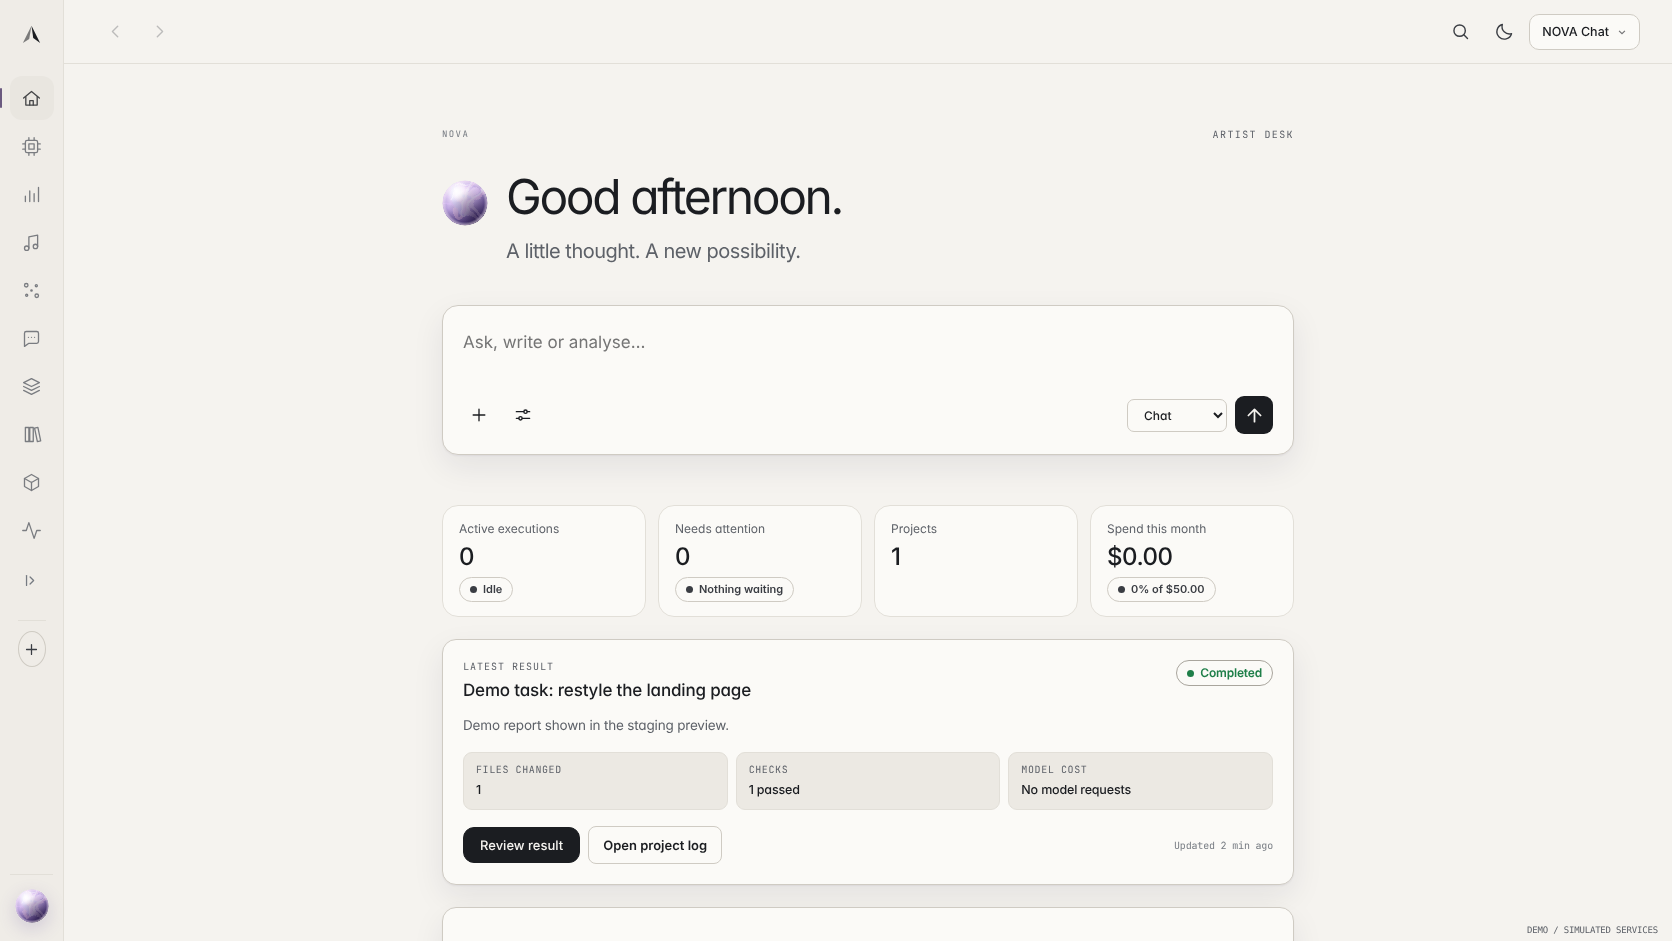 NOVA Chat
NOVA
ARTIST DESK
Good afternoon.
A little thought. A new possibility.
Ask, write or analyse...
Chat
Active executions
0
Idle
Needs attention
0
Nothing waiting
Projects
1
Spend this month
$0.00
0% of $50.00
LATEST RESULT
Completed
Demo task: restyle the landing page
Demo report shown in the staging preview.
FILES CHANGED
1
CHECKS
1 passed
MODEL COST
No model requests
Review result
Open project log
Updated 2 min ago
DEMO / SIMULATED SERVICES